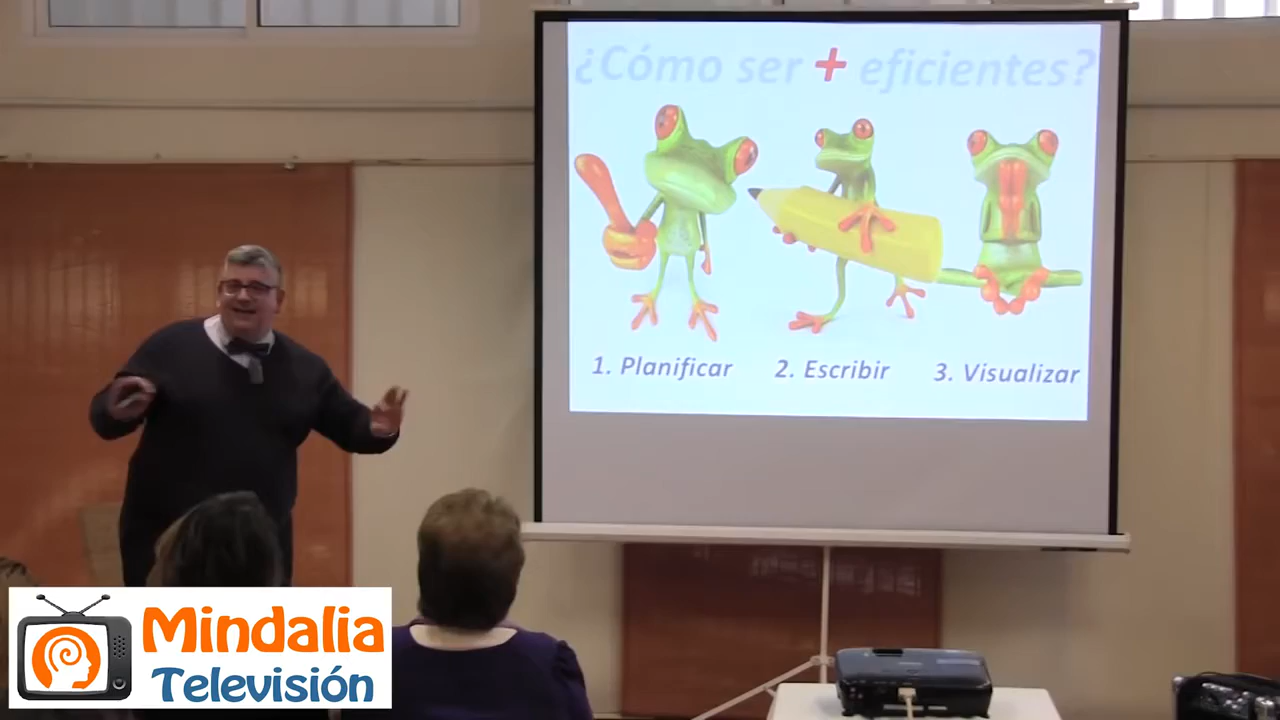 ¿Cómo ser + eficientes?
1. Planificar 2. Escribir 3. Visualizar
Mindalia
Televisión